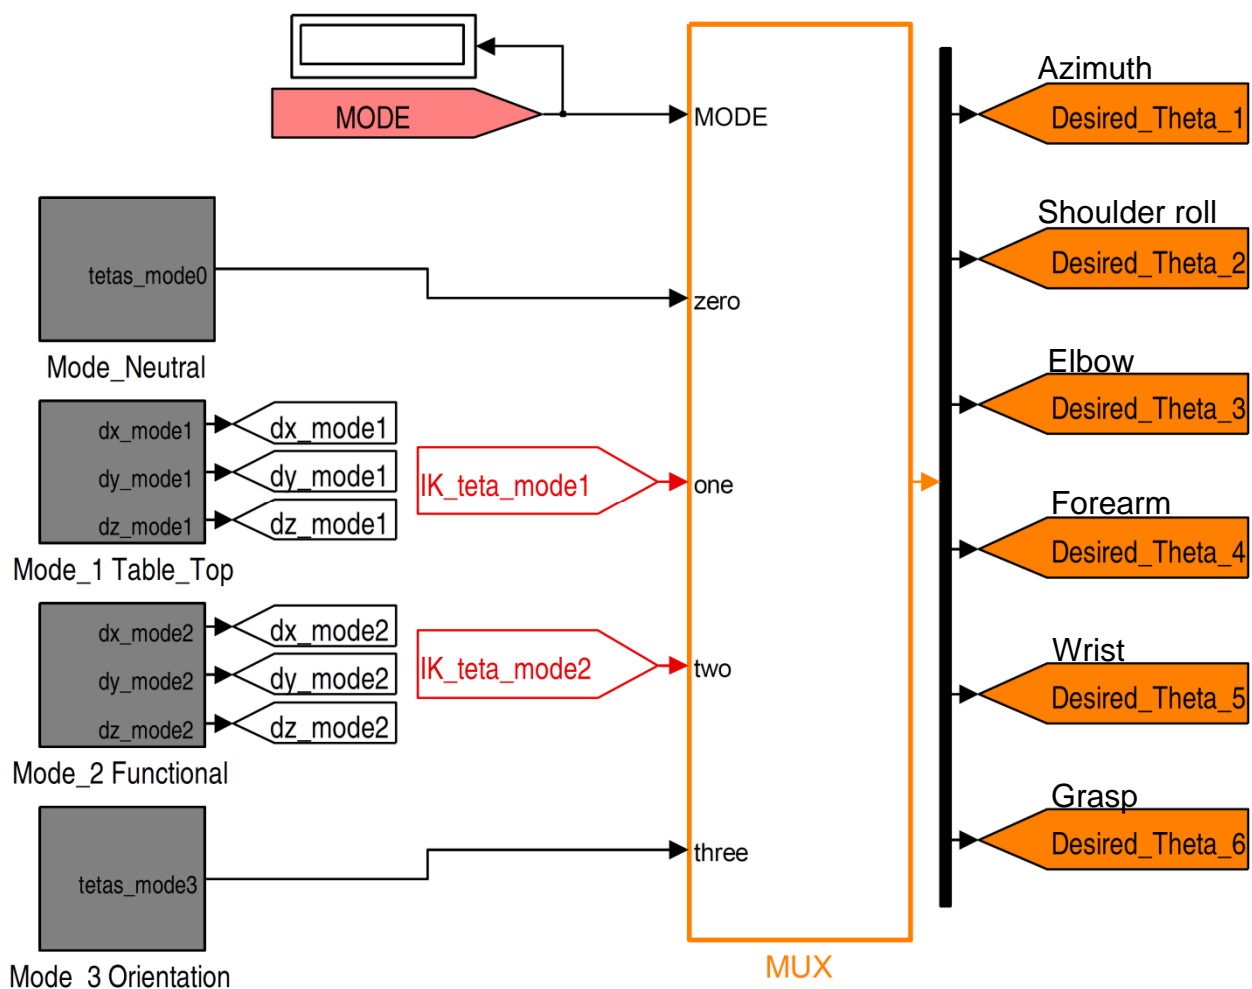 MODE
MODE
tetas_mode0
zero
Mode_Neutral
dx_mode1
dx_mode1
dy_mode1
dy_mode1
dz_mode1
dz_mode1
IK_teta_mode1
one
Mode_1 Table_Top
dx_mode2
dx_mode2
dy_mode2
dy_mode2
dz_mode2
dz_mode2
IK_teta_mode2
two
Mode_2 Functional
tetas_mode3
three
Mode_3 Orientation
MUX
Azimuth
Desired_Theta_1
Shoulder roll
Desired_Theta_2
Elbow
Desired_Theta_3
Forearm
Desired_Theta_4
Wrist
Desired_Theta_5
Grasp
Desired_Theta_6